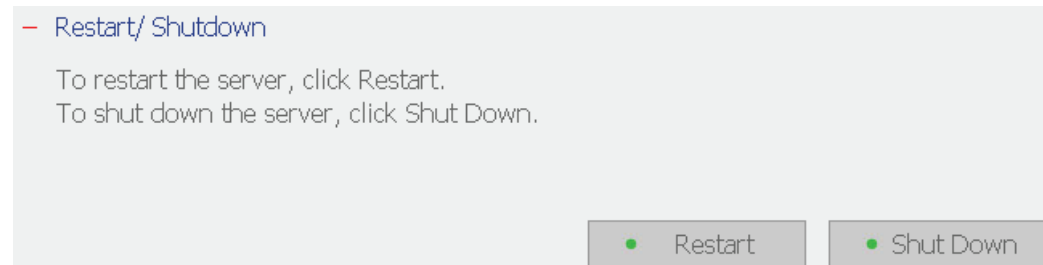 Restart/ Shutdown
To restart the server, click Restart.
To shut down the server, click Shut Down.
Restart
Shut Down